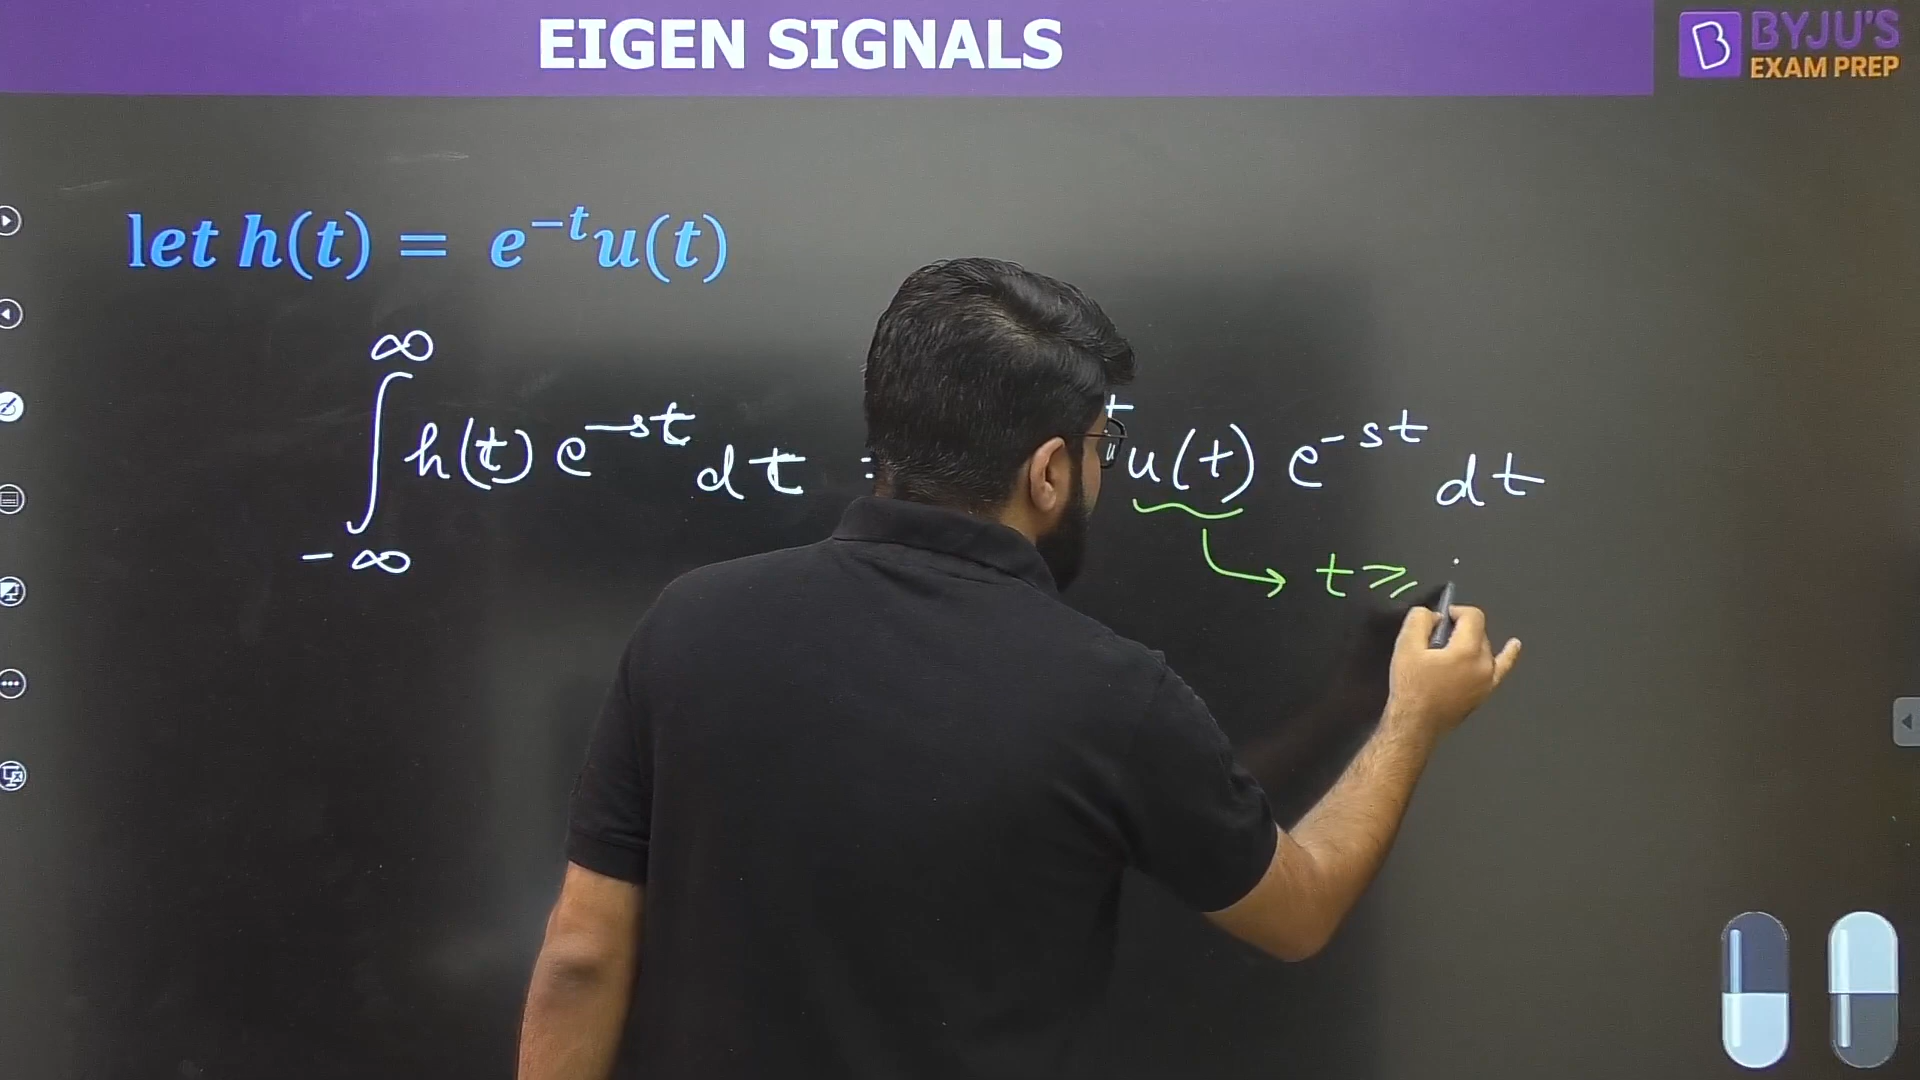 EIGEN SIGNALS
BYJU'S
EXAM PREP
let h(t) = e^{-t}u(t)
∫_{-∞}^{∞} h(t) e^{-st} dt = u(t) e^{-st} dt
→ t ≥